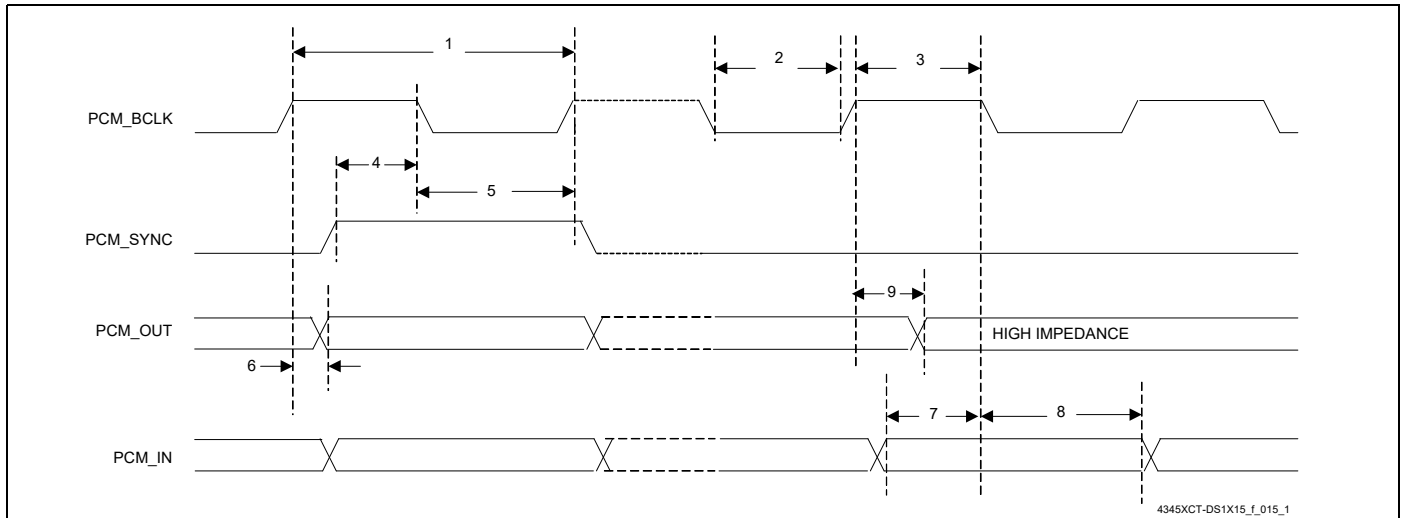 1
2
3
PCM_BCLK
4
5
PCM_SYNC
9
PCM_OUT
HIGH IMPEDANCE
6
7
8
PCM_IN
4345XCT-DS1X15_f_015_1